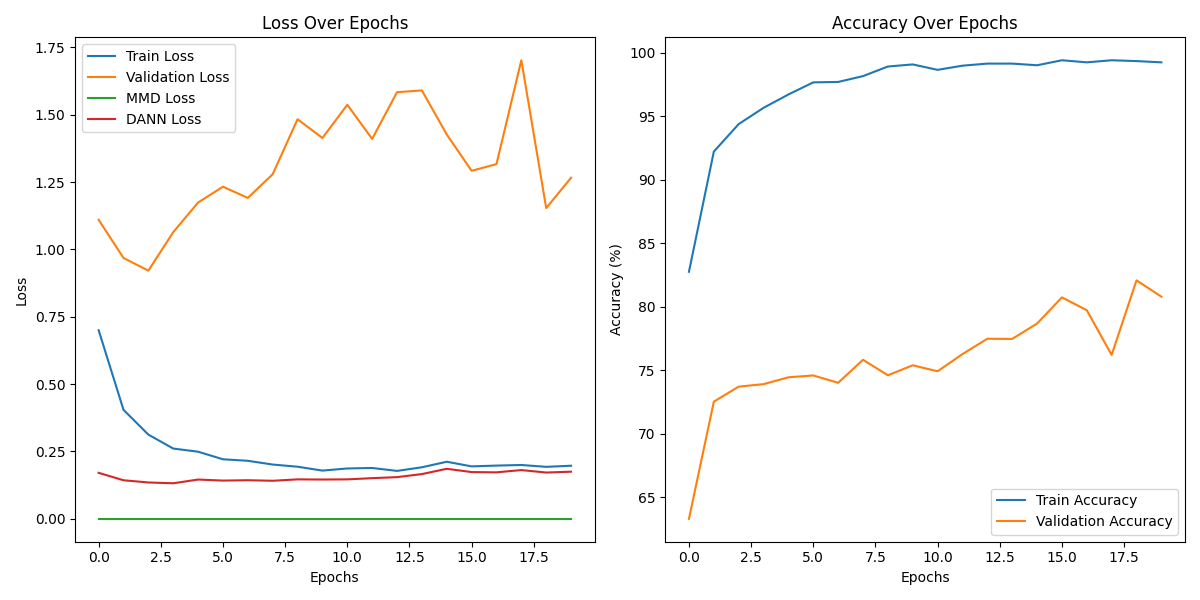 Loss Over Epochs
Train Loss
Validation Loss
MMD Loss
DANN Loss
1.75
1.50
1.25
1.00
0.75
0.50
0.25
0.00
Loss
0.0 2.5 5.0 7.5 10.0 12.5 15.0 17.5
Epochs
Accuracy Over Epochs
100
95
90
85
80
75
70
65
Accuracy (%)
Train Accuracy
Validation Accuracy
0.0 2.5 5.0 7.5 10.0 12.5 15.0 17.5
Epochs